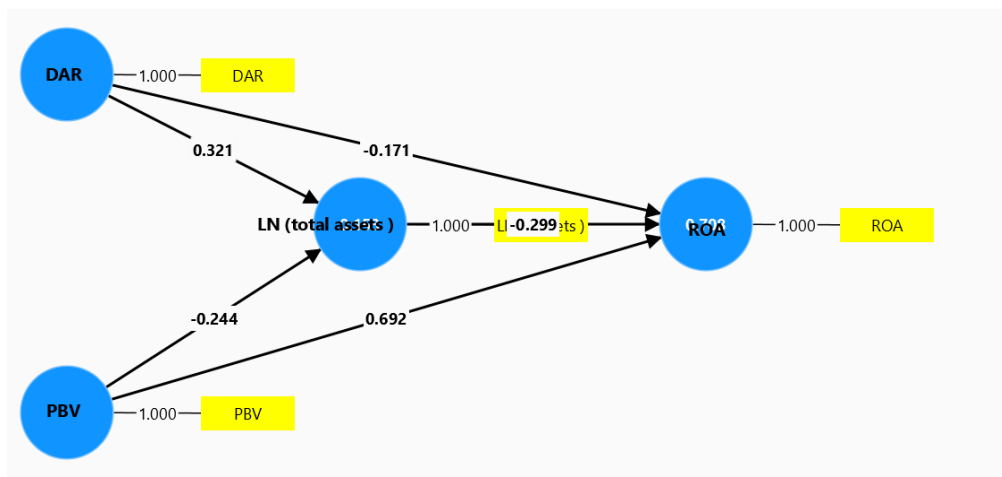 DAR
1.000
DAR
0.321
-0.171
LN (total assets )
1.000
-0.299
ets )
ROA
1.000
ROA
-0.244
0.692
PBV
1.000
PBV